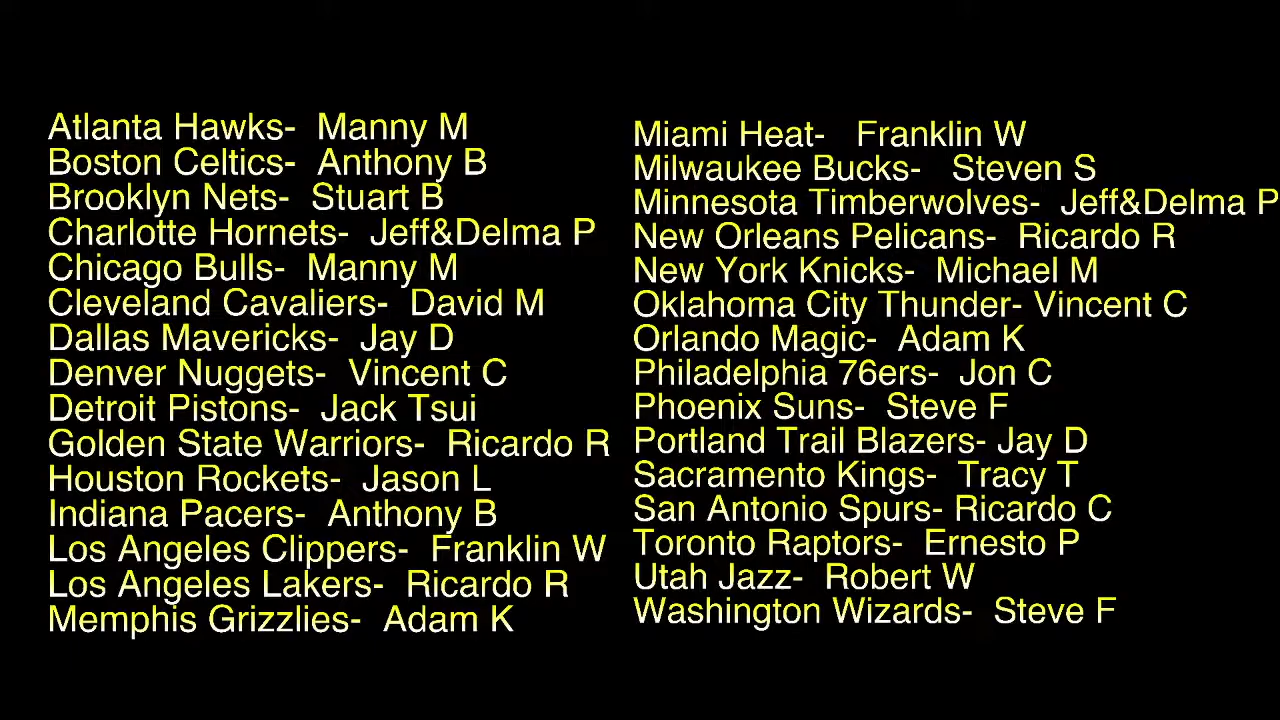 Atlanta Hawks-  Manny M
Boston Celtics-  Anthony B
Brooklyn Nets-  Stuart B
Charlotte Hornets-  Jeff&Delma P
Chicago Bulls-  Manny M
Cleveland Cavaliers-  David M
Dallas Mavericks-  Jay D
Denver Nuggets-  Vincent C
Detroit Pistons-  Jack Tsui
Golden State Warriors-  Ricardo R
Houston Rockets-  Jason L
Indiana Pacers-  Anthony B
Los Angeles Clippers-  Franklin W
Los Angeles Lakers-  Ricardo R
Memphis Grizzlies-  Adam K
Miami Heat-   Franklin W
Milwaukee Bucks-   Steven S
Minnesota Timberwolves-  Jeff&Delma P
New Orleans Pelicans-  Ricardo R
New York Knicks-  Michael M
Oklahoma City Thunder- Vincent C
Orlando Magic-  Adam K
Philadelphia 76ers-  Jon C
Phoenix Suns-  Steve F
Portland Trail Blazers- Jay D
Sacramento Kings-  Tracy T
San Antonio Spurs- Ricardo C
Toronto Raptors-  Ernesto P
Utah Jazz-  Robert W
Washington Wizards-  Steve F